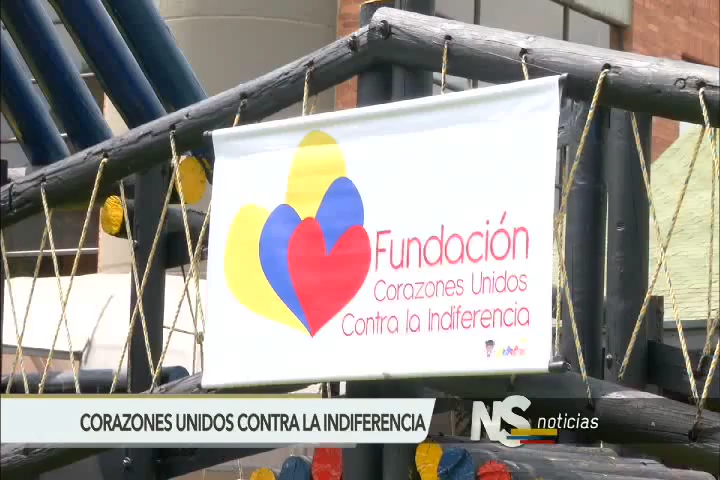 Fundación
Corazones Unidos
Contra la Indiferencia
CORAZONES UNIDOS CONTRA LA INDIFERENCIA
NS noticias